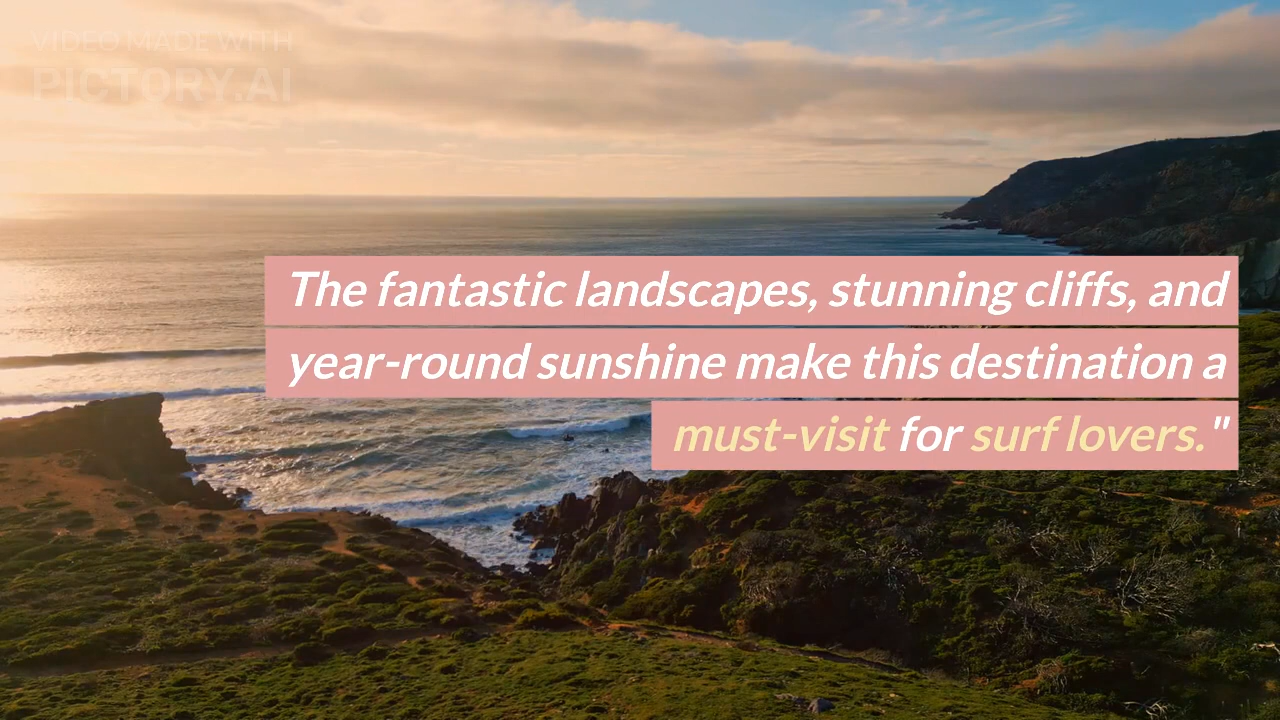 VIDEO MADE WITH
PICTORY.AI
The fantastic landscapes, stunning cliffs, and
year-round sunshine make this destination a
must-visit for surf lovers."